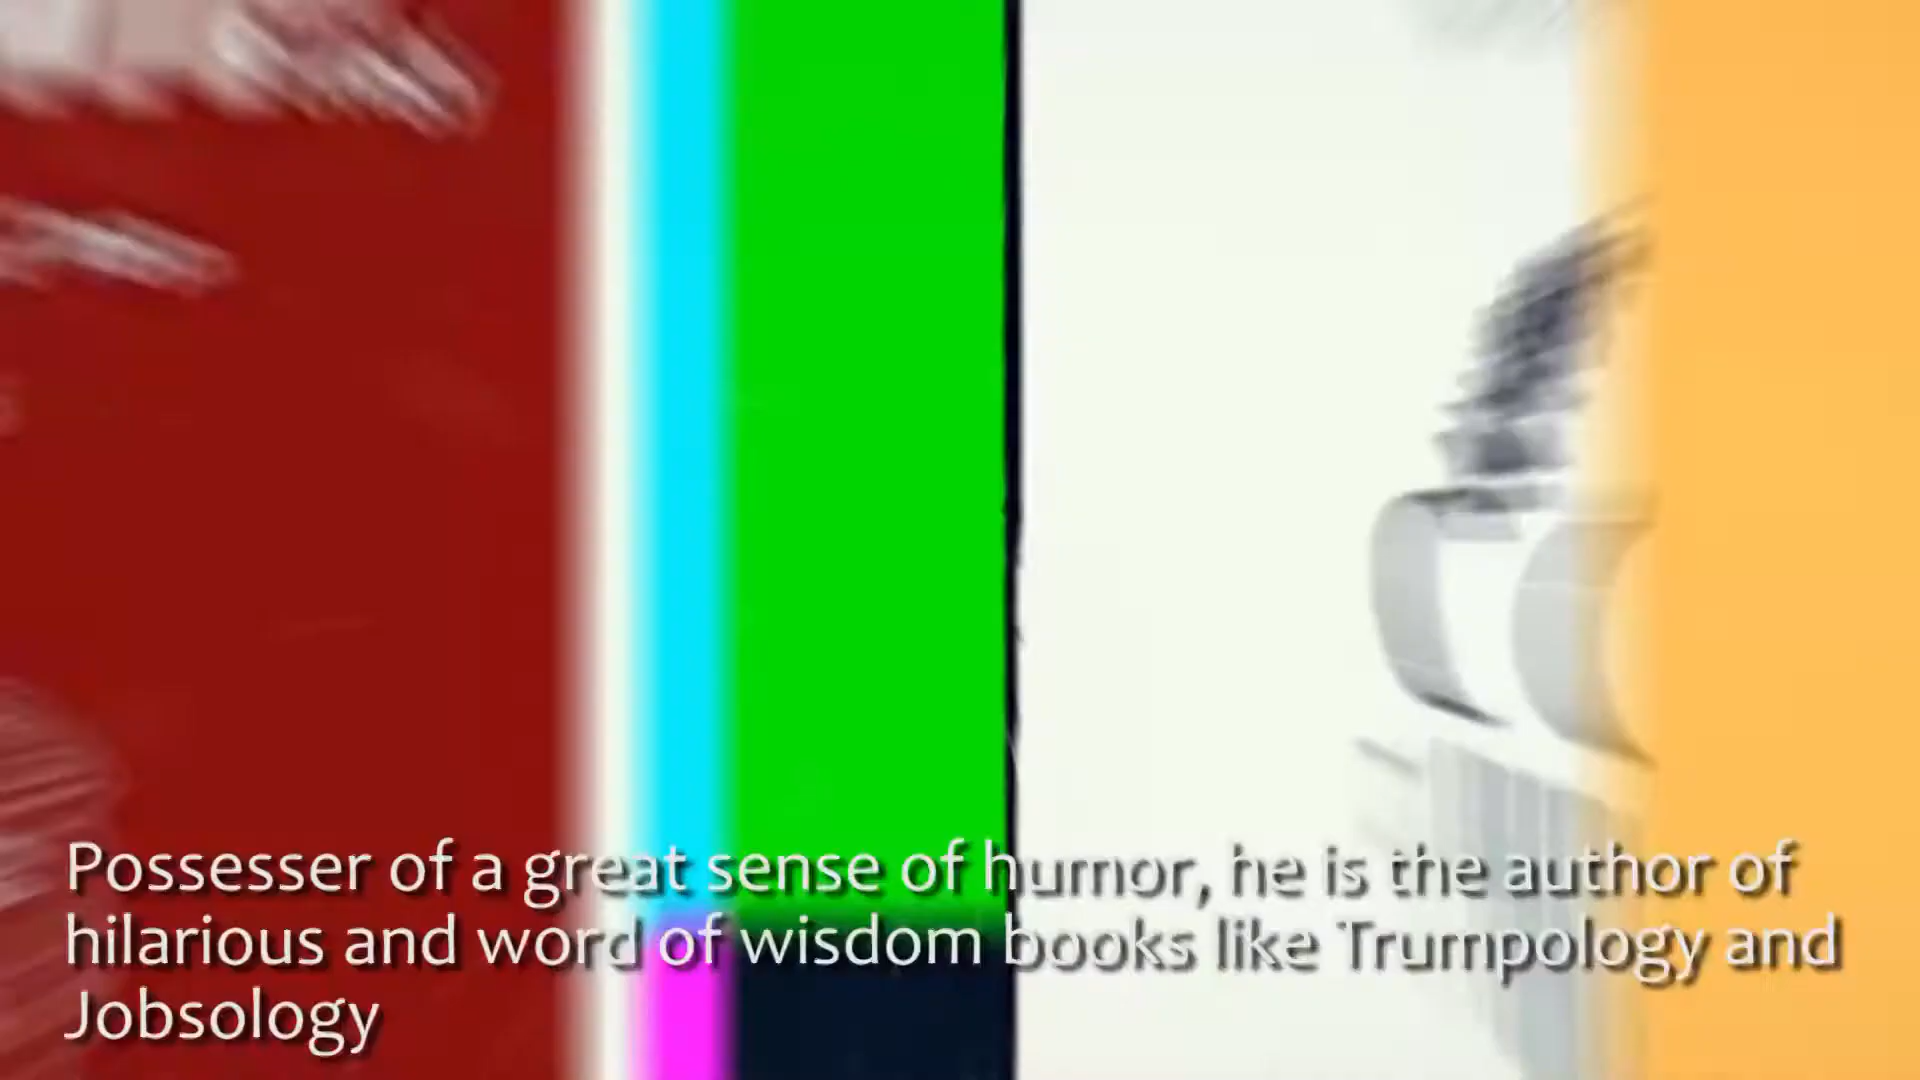 Possesser of a great sense of humor, he is the author of
hilarious and word of wisdom books like Trumpology and
Jobsology